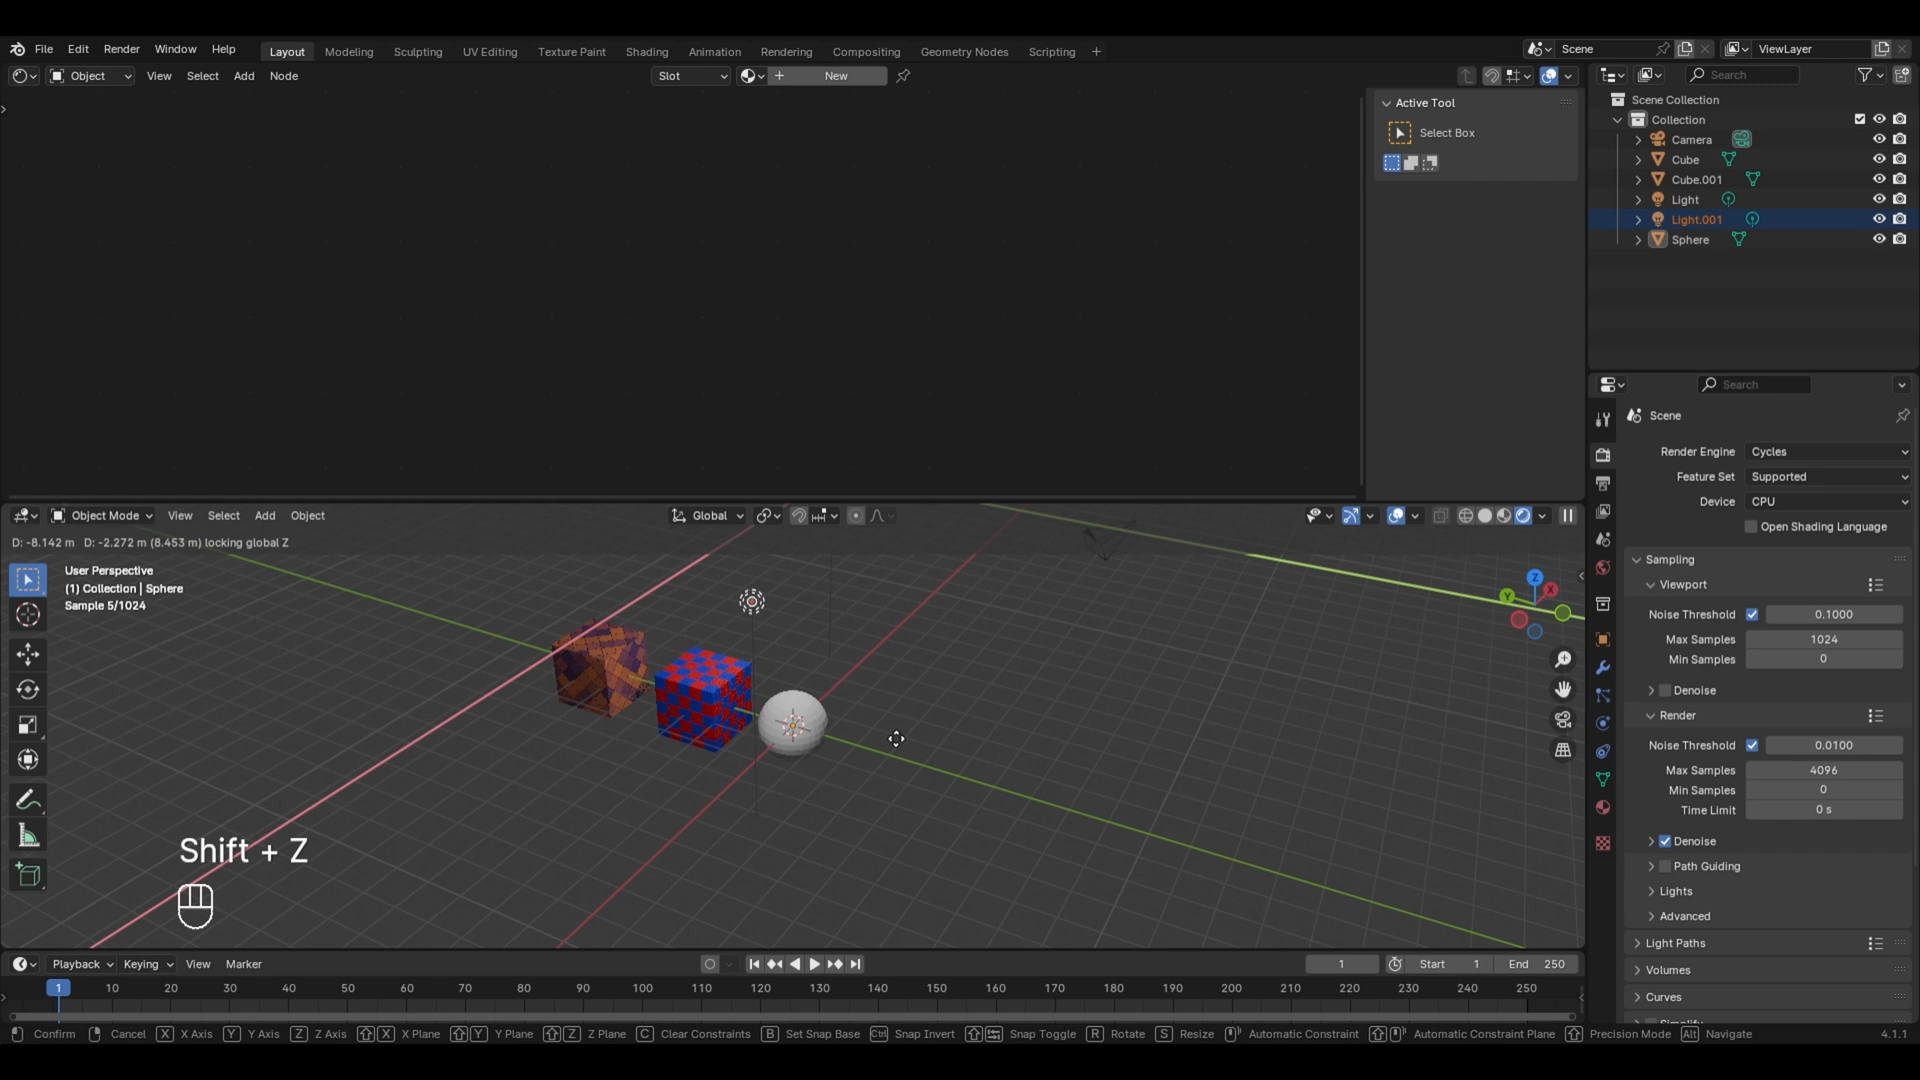 File Edit Render Window Help Layout Modeling Sculpting UV Editing Texture Paint Shading Animation Rendering Compositing Geometry Nodes Scripting + Scene ViewLayer
Object View Select Add Node Slot + New Search
Active Tool
Select Box
Scene Collection
Collection
Camera
Cube
Cube.001
Light
Light.001
Sphere
Search
Scene
Render Engine Cycles
Feature Set Supported
Device CPU
Open Shading Language
Sampling
Viewport
Noise Threshold 0.1000
Max Samples 1024
Min Samples 0
Denoise
Render
Noise Threshold 0.0100
Max Samples 4096
Min Samples 0
Time Limit 0 s
Denoise
Path Guiding
Lights
Advanced
Light Paths
Volumes
Curves
Object Mode View Select Add Object Global
D: -8.142 m D: -2.272 m (8.453 m) locking global Z
User Perspective
(1) Collection | Sphere
Sample 5/1024
Z
X
Y
Shift + Z
Playback Keying View Marker 1 Start 1 End 250
1 10 20 30 40 50 60 70 80 90 100 110 120 130 140 150 160 170 180 190 200 210 220 230 240 250
Confirm Cancel X X Axis Y Y Axis Z Z Axis X X Plane Y Y Plane Z Z Plane C Clear Constraints B Set Snap Base Ctrl Snap Invert Snap Toggle R Rotate S Resize Automatic Constraint Automatic Constraint Plane Precision Mode Alt Navigate 4.1.1